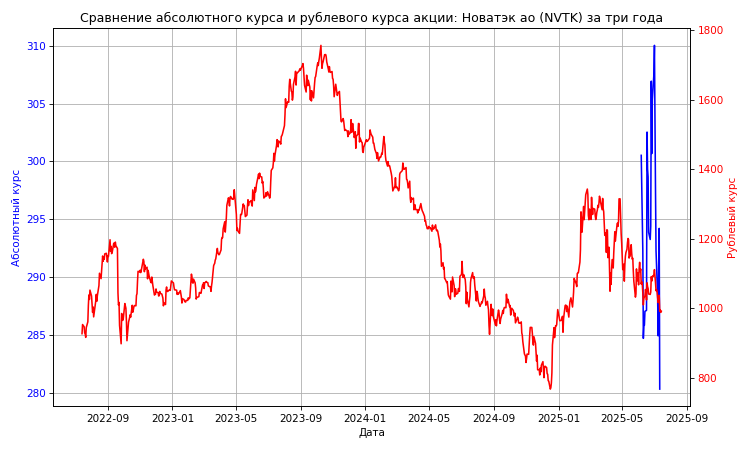 Сравнение абсолютного курса и рублевого курса акции: Новатэк ао (NVTK) за три года
310
305
300
295
290
285
280
Абсолютный курс
1800
1600
1400
1200
1000
800
Рублевый курс
2022-09 2023-01 2023-05 2023-09 2024-01 2024-05 2024-09 2025-01 2025-05 2025-09
Дата